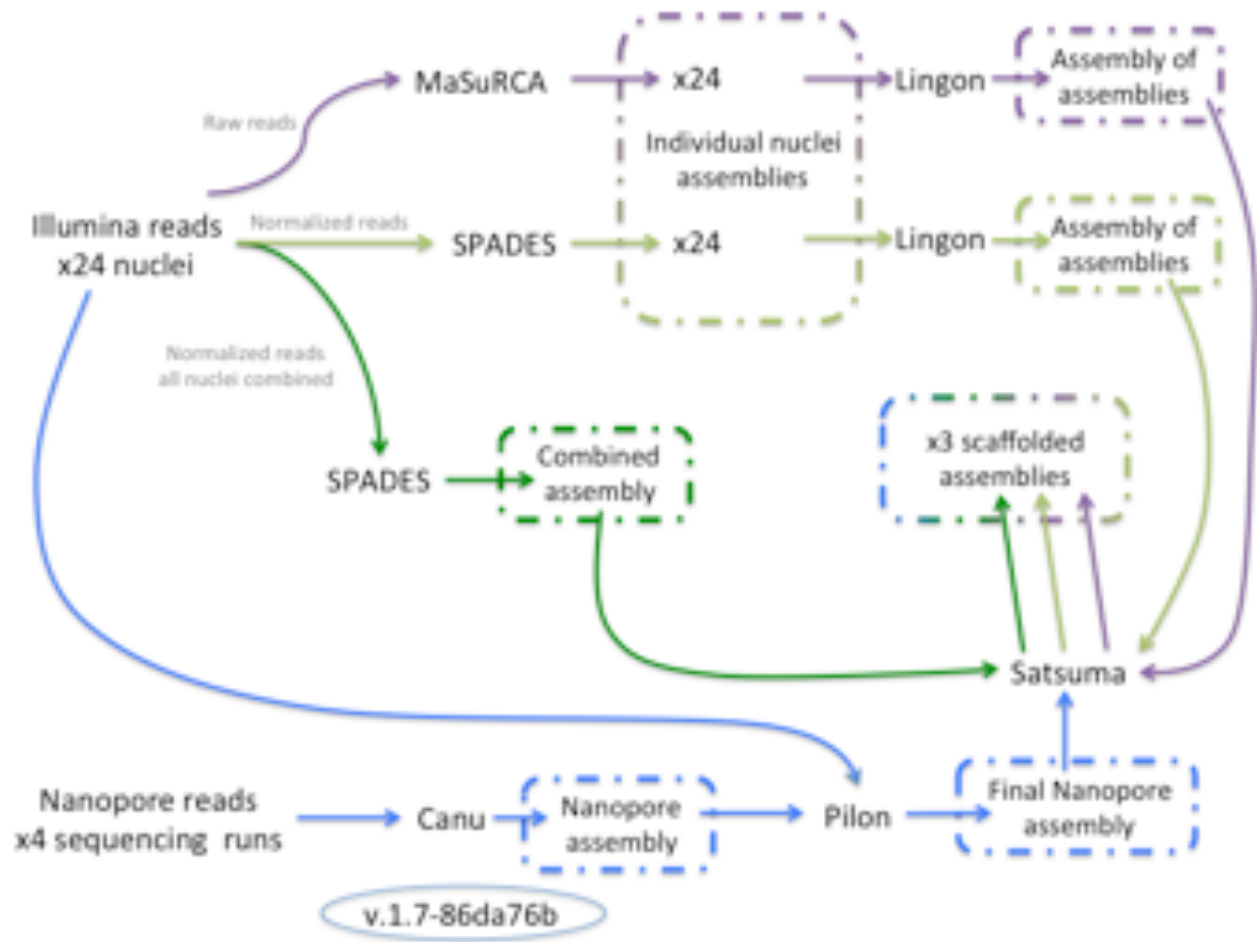 MaSuRCA
x24
Lingon
Assembly of
assemblies
Raw reads
Individual nuclei
assemblies
Illumina reads
x24 nuclei
Normalized reads
SPADES
x24
Lingon
Assembly of
assemblies
Normalized reads
all nuclei combined
SPADES
Combined
assembly
x3 scaffolded
assemblies
Satsuma
Nanopore reads
x4 sequencing runs
Canu
Nanopore
assembly
Pilon
Final Nanopore
assembly
v.1.7-86da76b